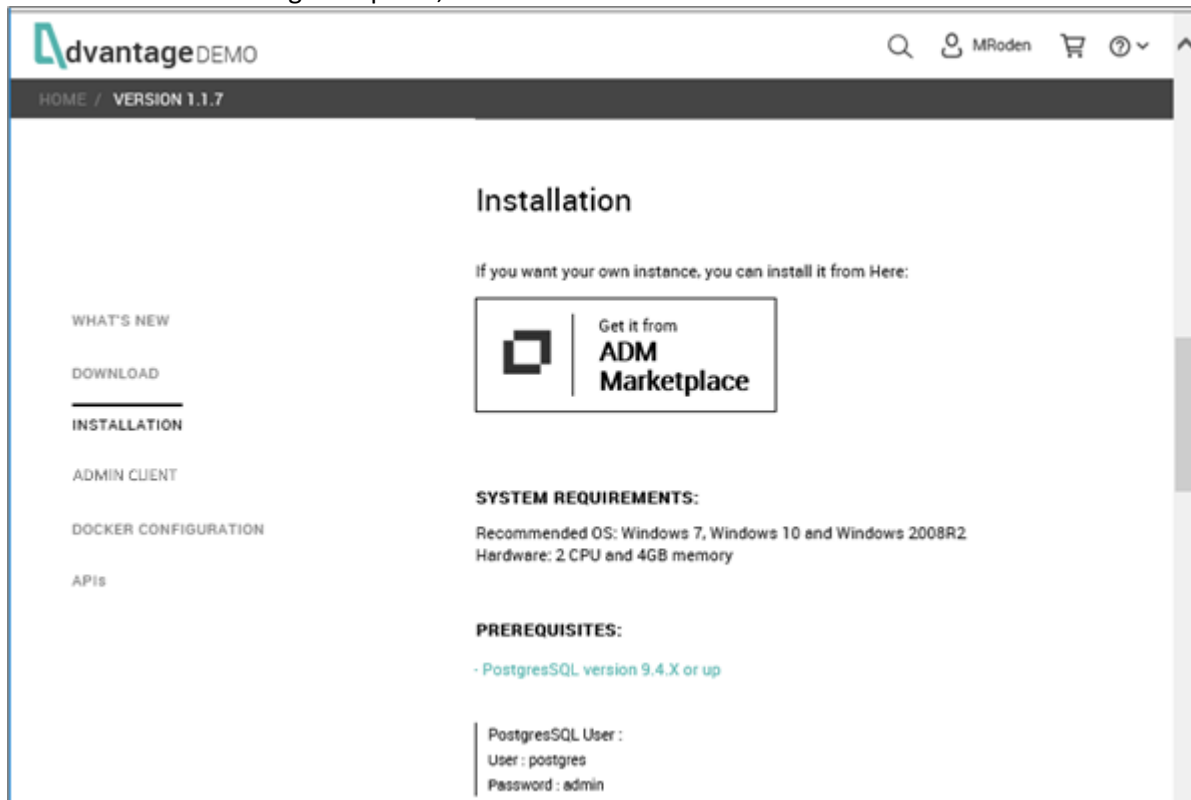 dvantage DEMO
MRoden
HOME / VERSION 1.1.7
Installation
If you want your own instance, you can install it from Here:
Get it from
ADM
Marketplace
WHAT'S NEW
DOWNLOAD
INSTALLATION
ADMIN CLIENT
DOCKER CONFIGURATION
APIs
SYSTEM REQUIREMENTS:
Recommended OS: Windows 7, Windows 10 and Windows 2008R2
Hardware: 2 CPU and 4GB memory
PREREQUISITES:
- PostgresSQL version 9.4.X or up
PostgresSQL User :
User : postgres
Password : admin